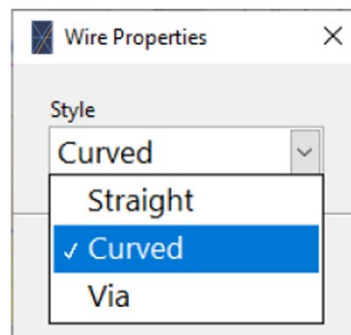 Wire Properties
Style
Curved
Straight
✓ Curved
Via